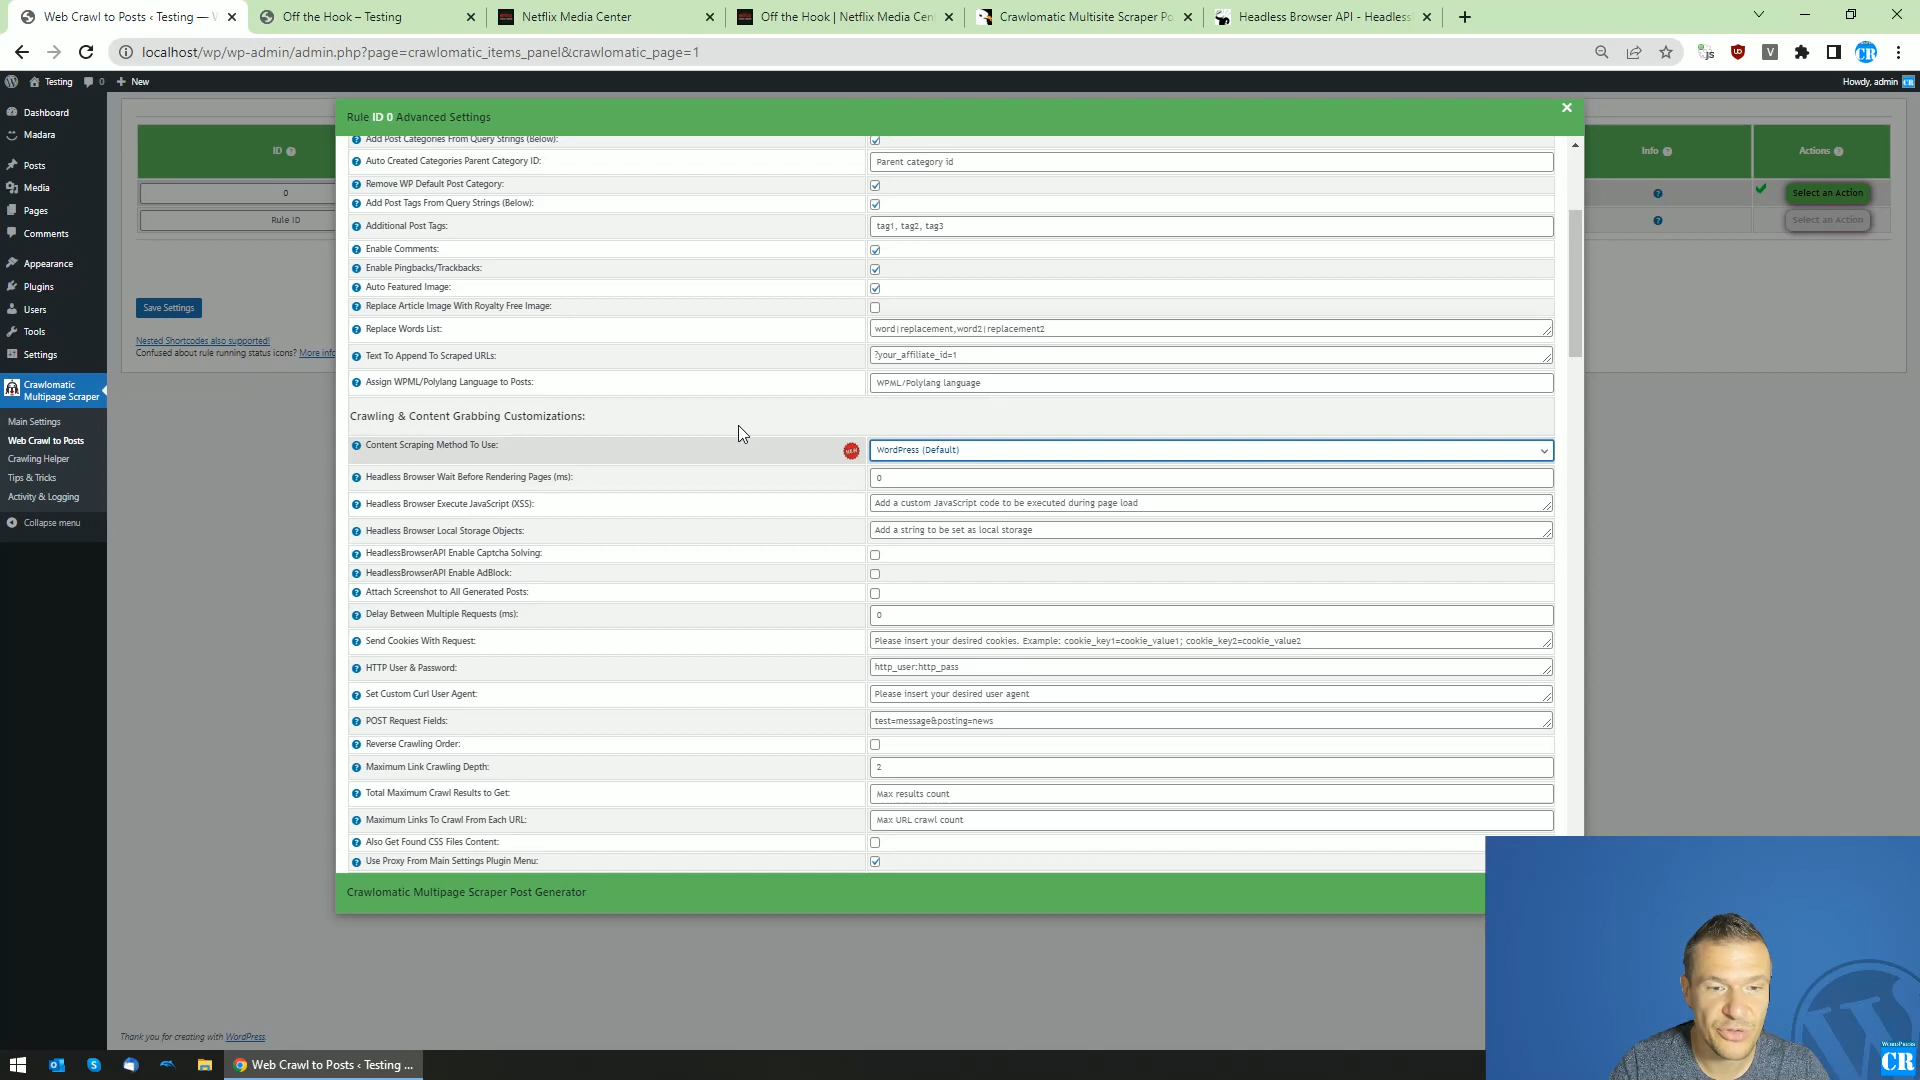 Web Crawl to Posts ‹ Testing — W
Off the Hook – Testing
Netflix Media Center
Off the Hook | Netflix Media Cen
Crawlomatic Multisite Scraper Po
Headless Browser API - Headless
localhost/wp/wp-admin/admin.php?page=crawlomatic_items_panel&crawlomatic_page=1
Testing
0
New
Howdy, admin
Dashboard
Madara
Posts
Media
Pages
Comments
Appearance
Plugins
Users
Tools
Settings
Crawlomatic
Multipage Scraper
Main Settings
Web Crawl to Posts
Crawling Helper
Tips & Tricks
Activity & Logging
Collapse menu
ID
0
Rule ID
Save Settings
Nested Shortcodes also supported!
Confused about rule running status icons? More info
Info
Actions
Select an Action
Select an Action
Rule ID 0 Advanced Settings
Add Post Categories From Query Strings (Below):
Auto Created Categories Parent Category ID:
Parent category id
Remove WP Default Post Category:
Add Post Tags From Query Strings (Below):
Additional Post Tags:
tag1, tag2, tag3
Enable Comments:
Enable Pingbacks/Trackbacks:
Auto Featured Image:
Replace Article Image With Royalty Free Image:
Replace Words List:
word|replacement,word2|replacement2
Text To Append To Scraped URLs:
?your_affiliate_id=1
Assign WPML/Polylang Language to Posts:
WPML/Polylang language
Crawling & Content Grabbing Customizations:
Content Scraping Method To Use:
NEW
WordPress (Default)
Headless Browser Wait Before Rendering Pages (ms):
0
Headless Browser Execute JavaScript (XSS):
Add a custom JavaScript code to be executed during page load
Headless Browser Local Storage Objects:
Add a string to be set as local storage
HeadlessBrowserAPI Enable Captcha Solving:
HeadlessBrowserAPI Enable AdBlock:
Attach Screenshot to All Generated Posts:
Delay Between Multiple Requests (ms):
0
Send Cookies With Request:
Please insert your desired cookies. Example: cookie_key1=cookie_value1; cookie_key2=cookie_value2
HTTP User & Password:
http_user:http_pass
Set Custom Curl User Agent:
Please insert your desired user agent
POST Request Fields:
test=message&posting=news
Reverse Crawling Order:
Maximum Link Crawling Depth:
2
Total Maximum Crawl Results to Get:
Max results count
Maximum Links To Crawl From Each URL:
Max URL crawl count
Also Get Found CSS Files Content:
Use Proxy From Main Settings Plugin Menu:
Crawlomatic Multipage Scraper Post Generator
Thank you for creating with WordPress.
Web Crawl to Posts ‹ Testing ...
WORDPRESS
CR